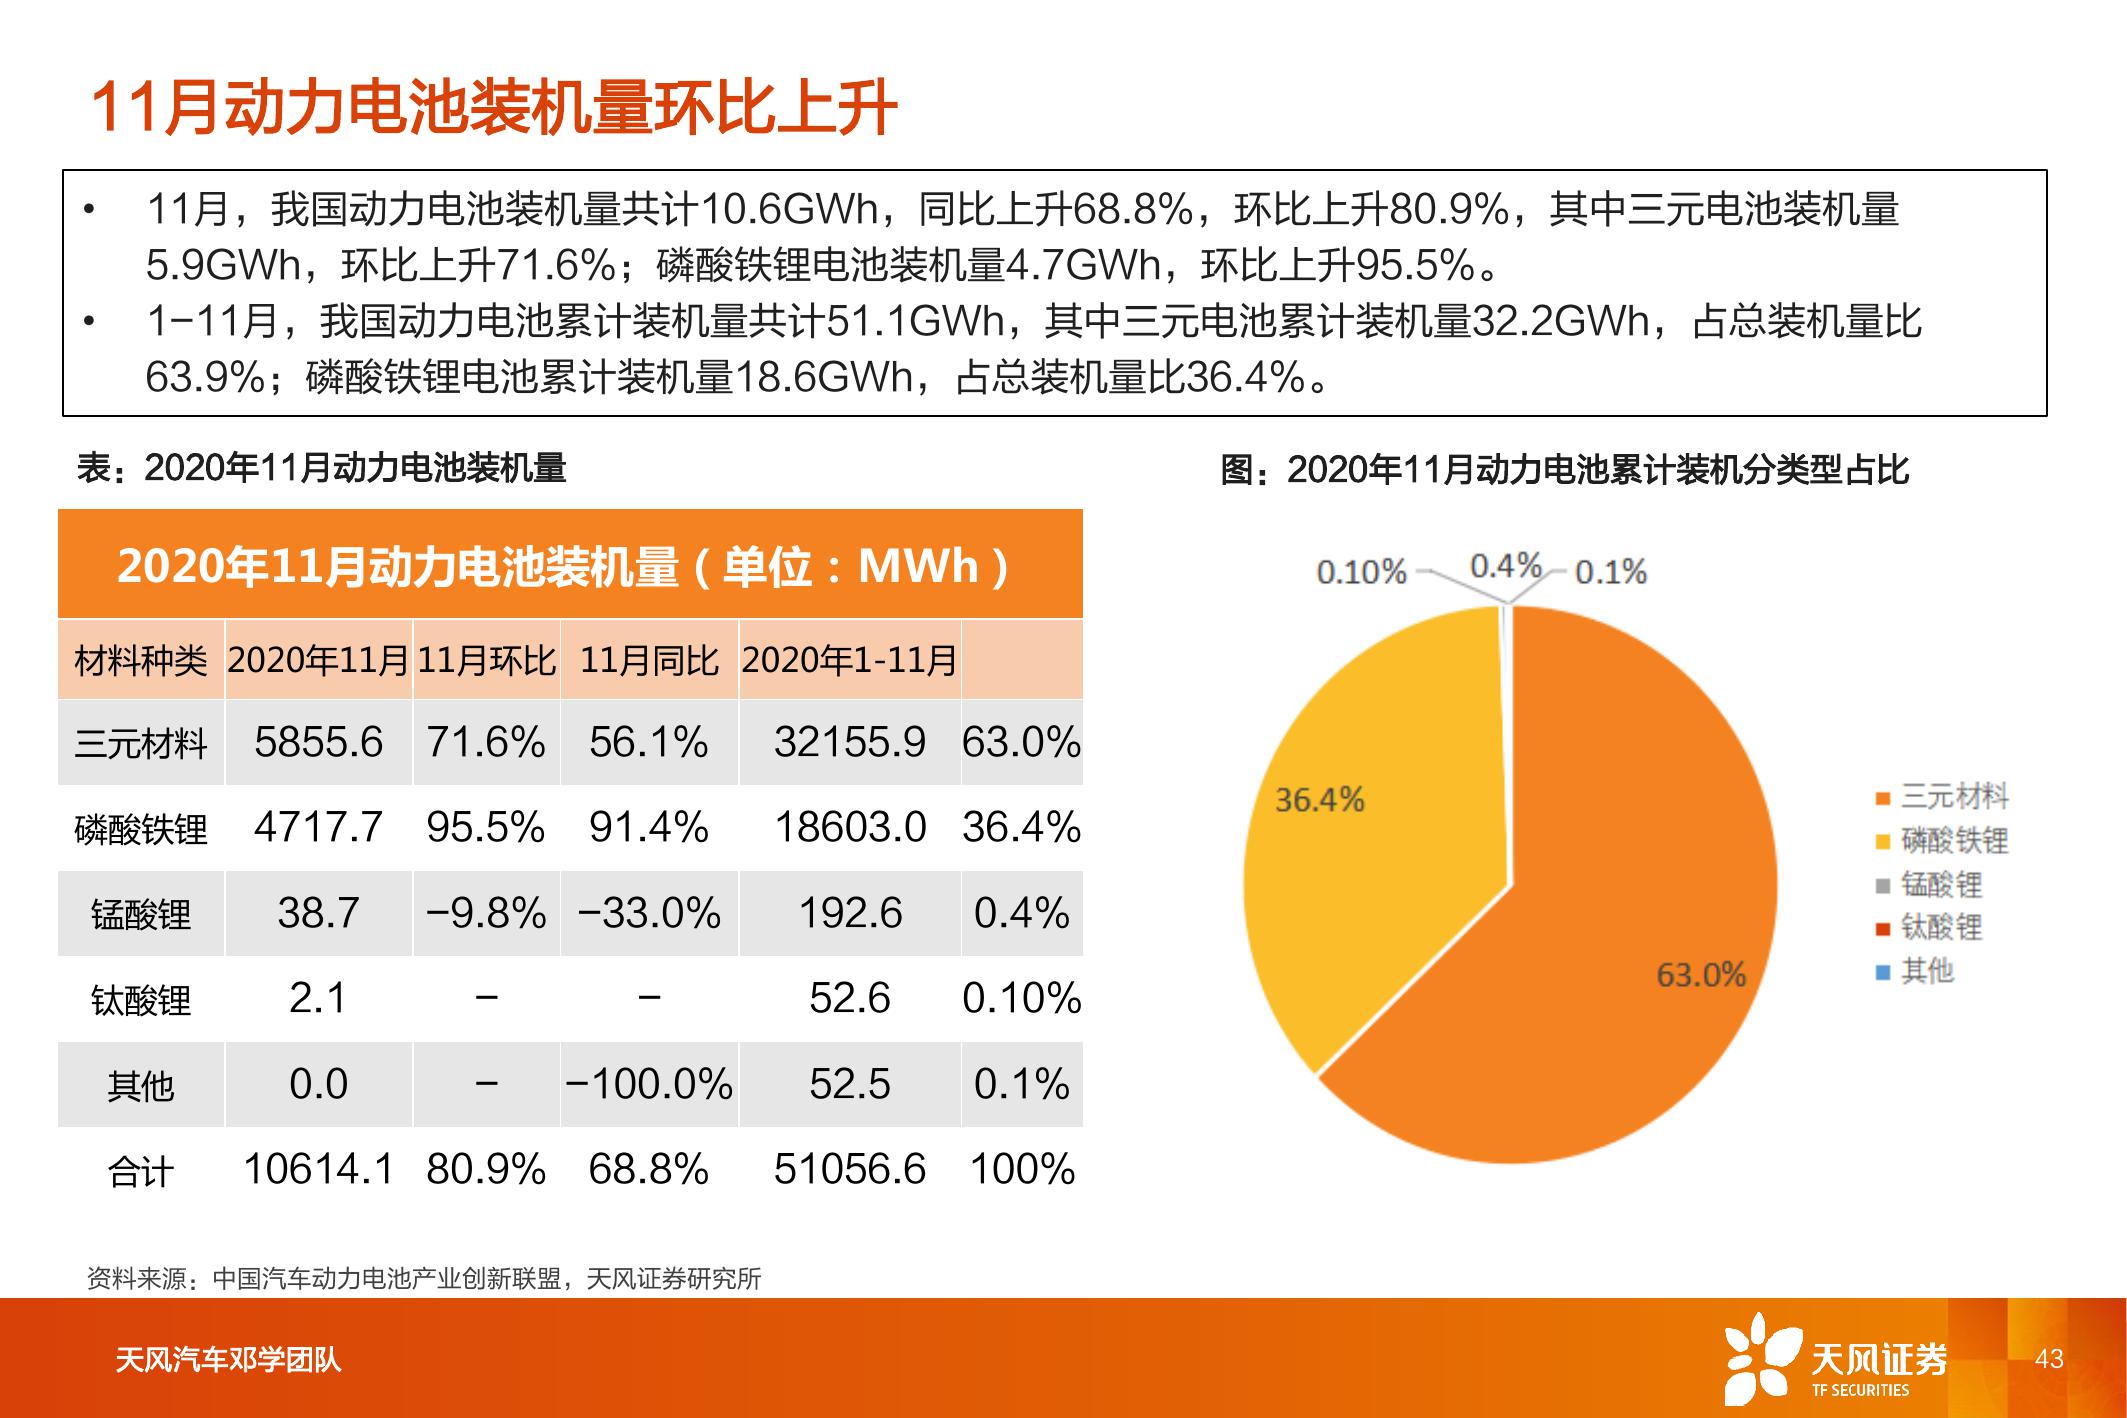 11月动力电池装机量环比上升
• 11月，我国动力电池装机量共计10.6GWh，同比上升68.8%，环比上升80.9%，其中三元电池装机量
5.9GWh，环比上升71.6%；磷酸铁锂电池装机量4.7GWh，环比上升95.5%。
• 1-11月，我国动力电池累计装机量共计51.1GWh，其中三元电池累计装机量32.2GWh，占总装机量比
63.9%；磷酸铁锂电池累计装机量18.6GWh，占总装机量比36.4%。
表：2020年11月动力电池装机量
2020年11月动力电池装机量（单位：MWh）
材料种类 2020年11月 11月环比 11月同比 2020年1-11月
三元材料 5855.6 71.6% 56.1% 32155.9 63.0%
磷酸铁锂 4717.7 95.5% 91.4% 18603.0 36.4%
锰酸锂 38.7 -9.8% -33.0% 192.6 0.4%
钛酸锂 2.1 - - 52.6 0.10%
其他 0.0 - -100.0% 52.5 0.1%
合计 10614.1 80.9% 68.8% 51056.6 100%
图：2020年11月动力电池累计装机分类型占比
0.10% 0.4% 0.1%
36.4%
63.0%
三元材料
磷酸铁锂
锰酸锂
钛酸锂
其他
资料来源：中国汽车动力电池产业创新联盟，天风证券研究所
天风汽车邓学团队
天风证券
TF SECURITIES
43